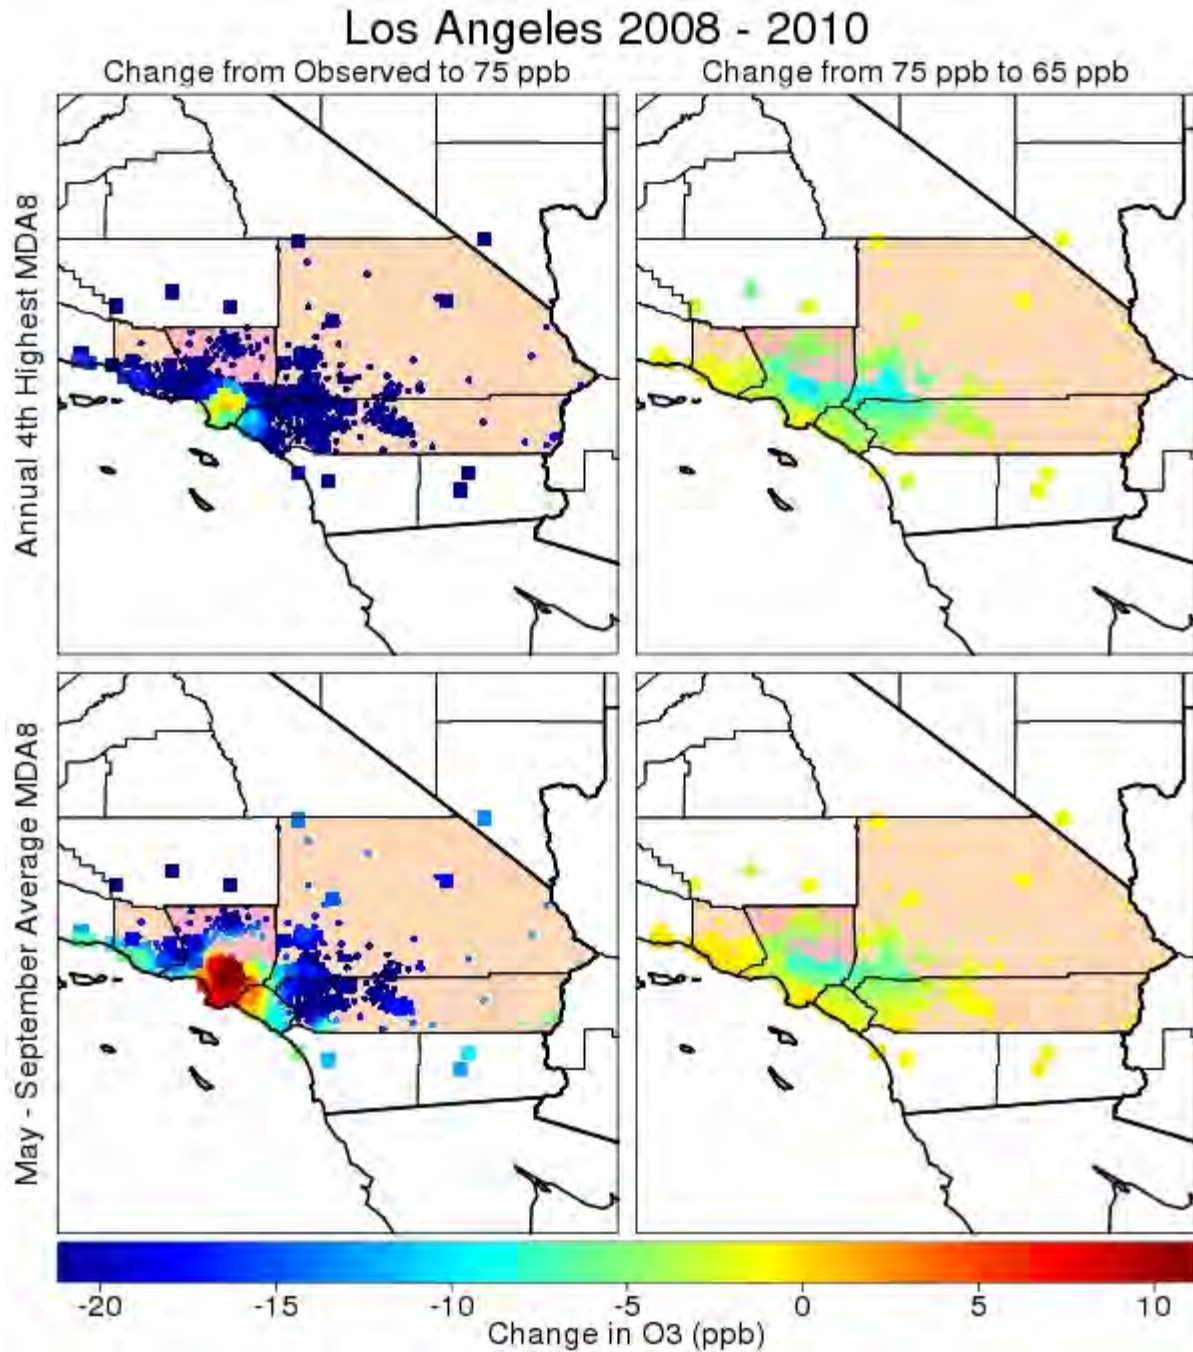 Los Angeles 2008 - 2010
Change from Observed to 75 ppb
Change from 75 ppb to 65 ppb
Annual 4th Highest MDA8
May - September Average MDA8
-20 -15 -10 -5 0 5 10
Change in O3 (ppb)